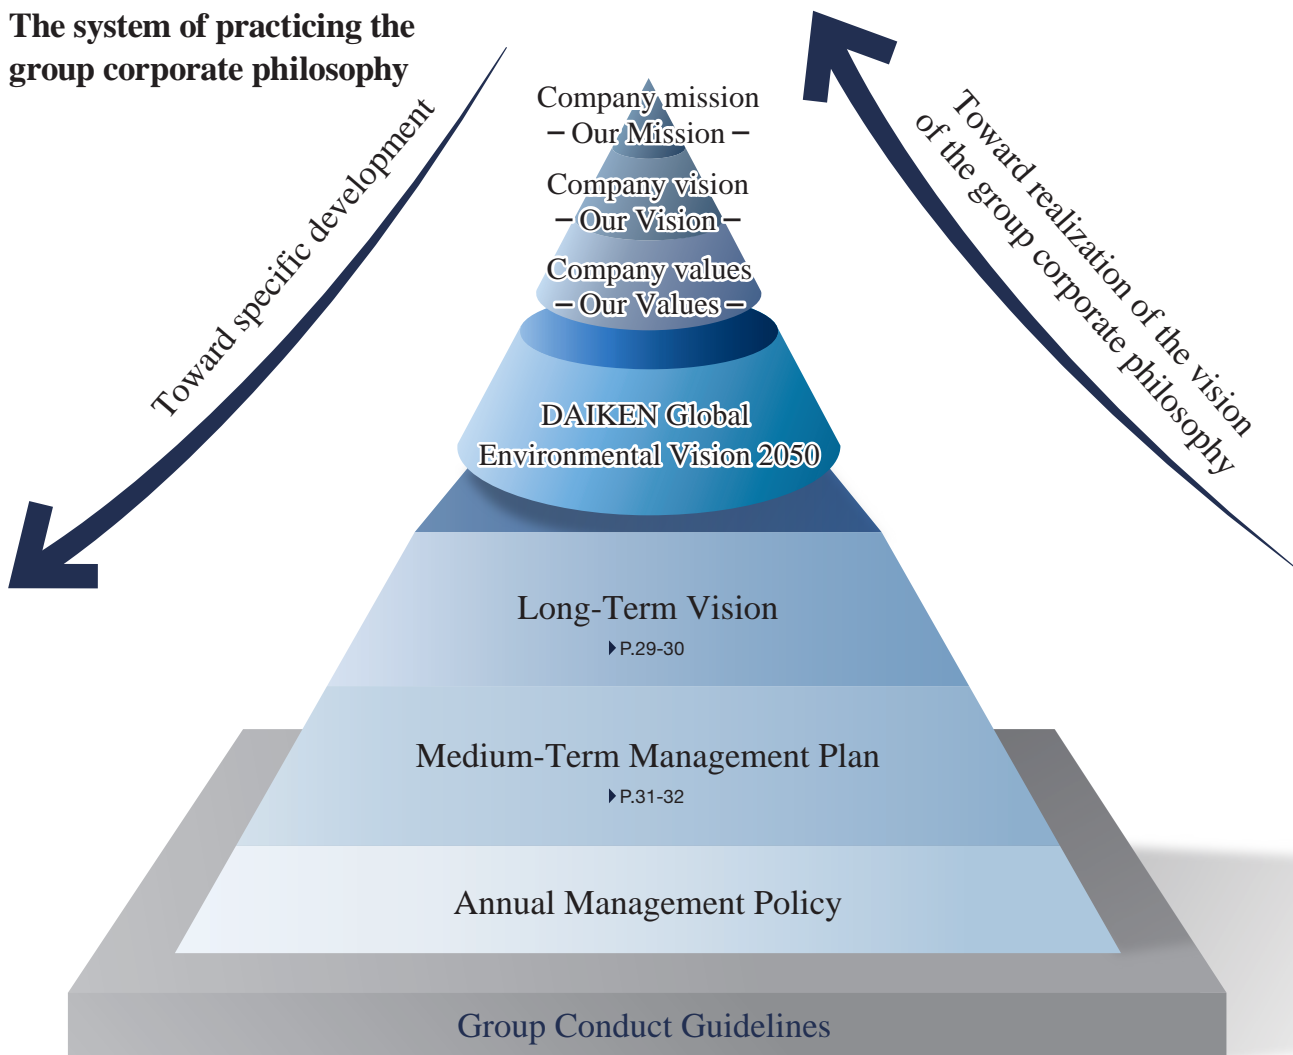 The system of practicing the
group corporate philosophy
Toward specific development
Toward realization of the vision
of the group corporate philosophy
Company mission
– Our Mission –
Company vision
– Our Vision –
Company values
– Our Values –
DAIKEN Global
Environmental Vision 2050
Long-Term Vision
P.29-30
Medium-Term Management Plan
P.31-32
Annual Management Policy
Group Conduct Guidelines